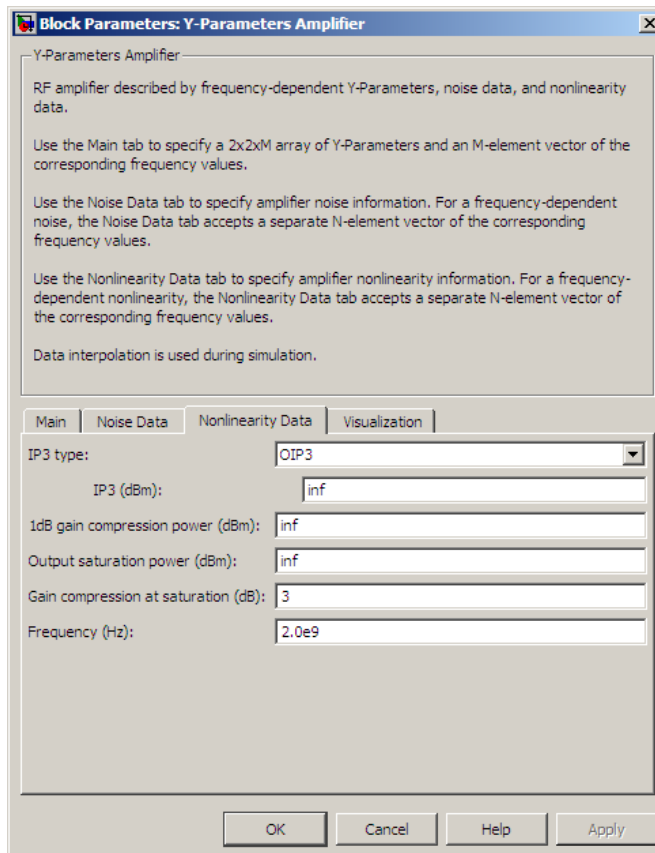 Block Parameters: Y-Parameters Amplifier
Y-Parameters Amplifier
RF amplifier described by frequency-dependent Y-Parameters, noise data, and nonlinearity
data.
Use the Main tab to specify a 2x2xM array of Y-Parameters and an M-element vector of the
corresponding frequency values.
Use the Noise Data tab to specify amplifier noise information. For a frequency-dependent
noise, the Noise Data tab accepts a separate N-element vector of the corresponding
frequency values.
Use the Nonlinearity Data tab to specify amplifier nonlinearity information. For a frequency-
dependent nonlinearity, the Nonlinearity Data tab accepts a separate N-element vector of
the corresponding frequency values.
Data interpolation is used during simulation.
Main Noise Data Nonlinearity Data Visualization
IP3 type: OIP3
IP3 (dBm): inf
1dB gain compression power (dBm): inf
Output saturation power (dBm): inf
Gain compression at saturation (dB): 3
Frequency (Hz): 2.0e9
OK Cancel Help Apply